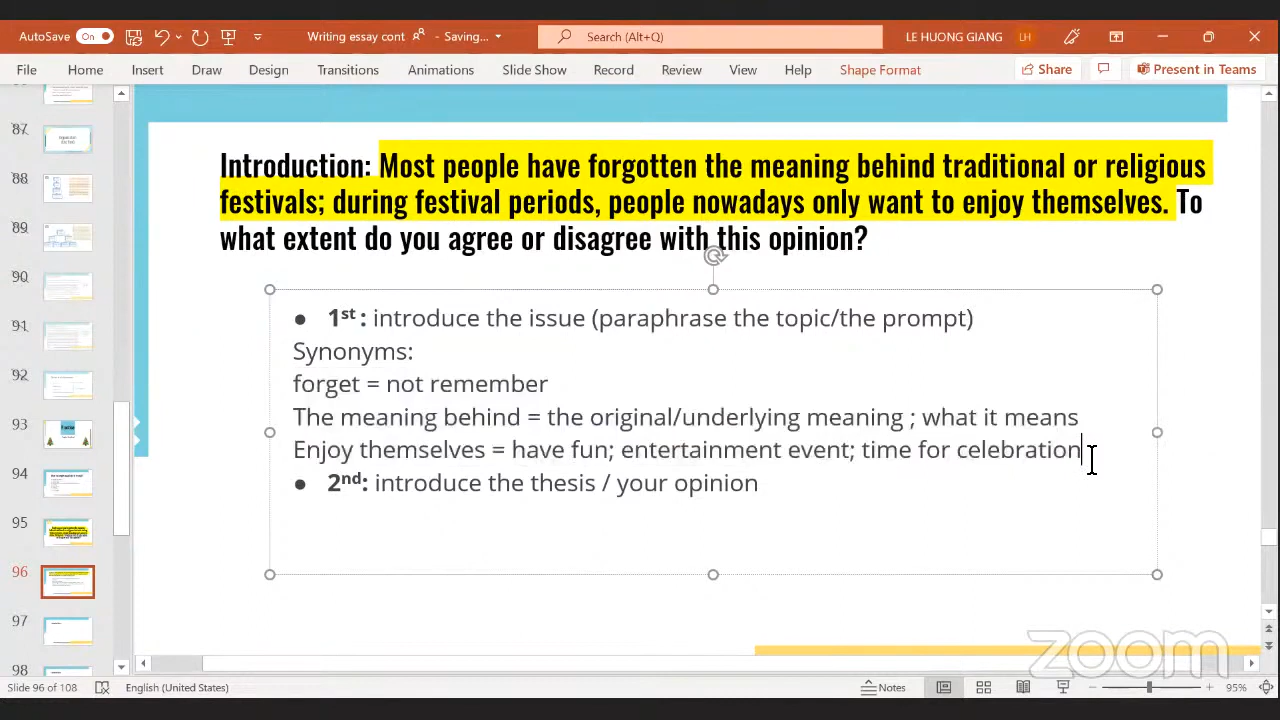 AutoSave On Writing essay cont - Saving... Search (Alt+Q) LE HUONG GIANG LH
File Home Insert Draw Design Transitions Animations Slide Show Record Review View Help Shape Format Share Present in Teams
87
88
89
90
91
92
93
94
95
96
97
98
Introduction: Most people have forgotten the meaning behind traditional or religious
festivals; during festival periods, people nowadays only want to enjoy themselves. To
what extent do you agree or disagree with this opinion?
● 1st : introduce the issue (paraphrase the topic/the prompt)
Synonyms:
forget = not remember
The meaning behind = the original/underlying meaning ; what it means
Enjoy themselves = have fun; entertainment event; time for celebration
● 2nd: introduce the thesis / your opinion
zoom
Slide 96 of 108 English (United States) Notes 95%